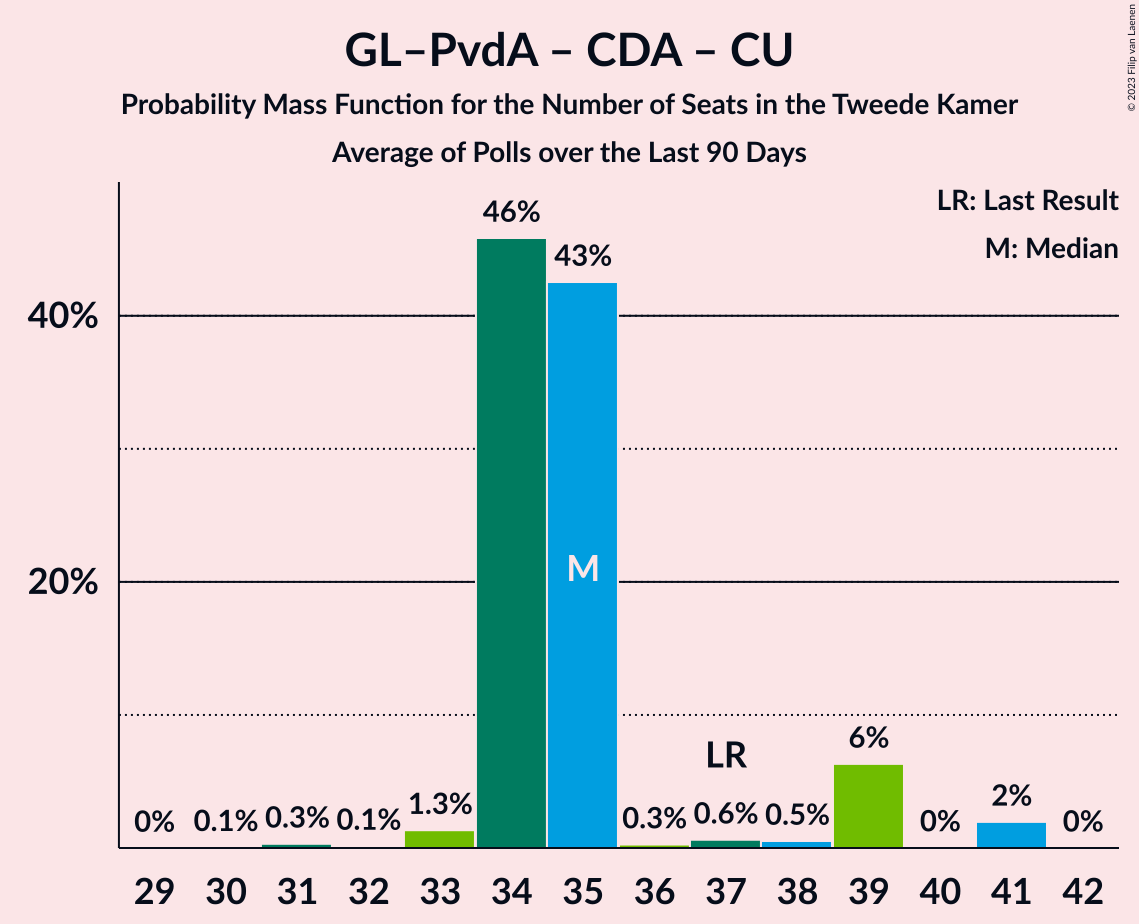 GL–PvdA – CDA – CU
Probability Mass Function for the Number of Seats in the Tweede Kamer
Average of Polls over the Last 90 Days
© 2023 Filip van Laenen
LR: Last Result
M: Median
40%
20%
0%
0.1%
0.3%
0.1%
1.3%
46%
43%
0.3%
0.6%
0.5%
6%
0%
2%
0%
M
LR
29 30 31 32 33 34 35 36 37 38 39 40 41 42